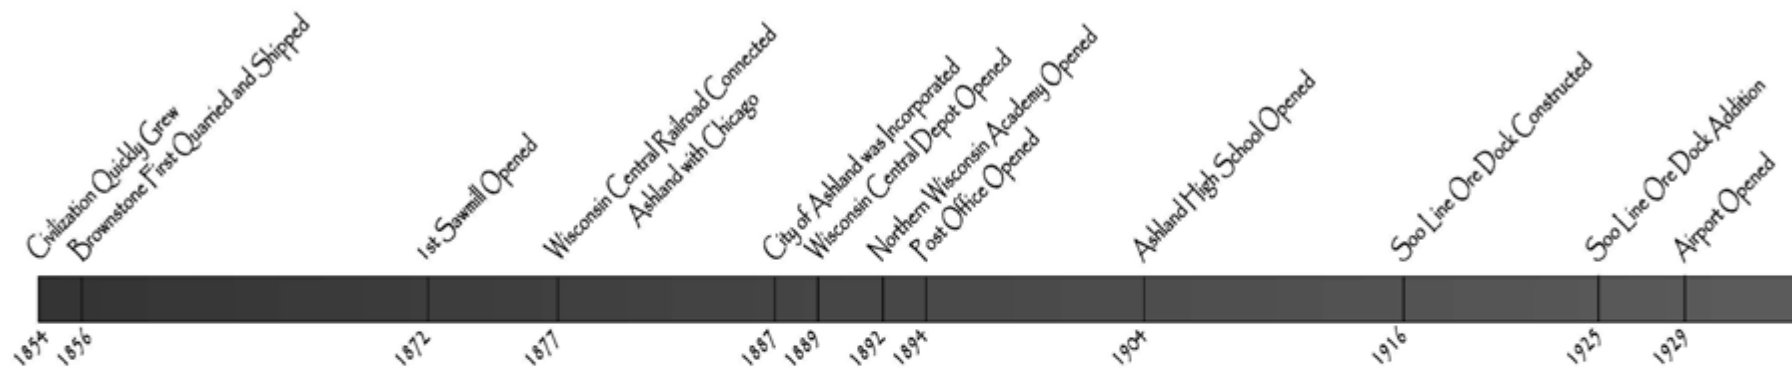 Civilization Quickly Grew
Brownstone First Quarried and Shipped
1st Sawmill Opened
Wisconsin Central Railroad Connected
Ashland with Chicago
City of Ashland was Incorporated
Wisconsin Central Depot Opened
Northern Wisconsin Academy Opened
Post Office Opened
Ashland High School Opened
Soo Line Ore Dock Constructed
Soo Line Ore Dock Addition
Airport Opened
1854
1856
1872
1877
1887
1889
1892
1894
1904
1916
1925
1929